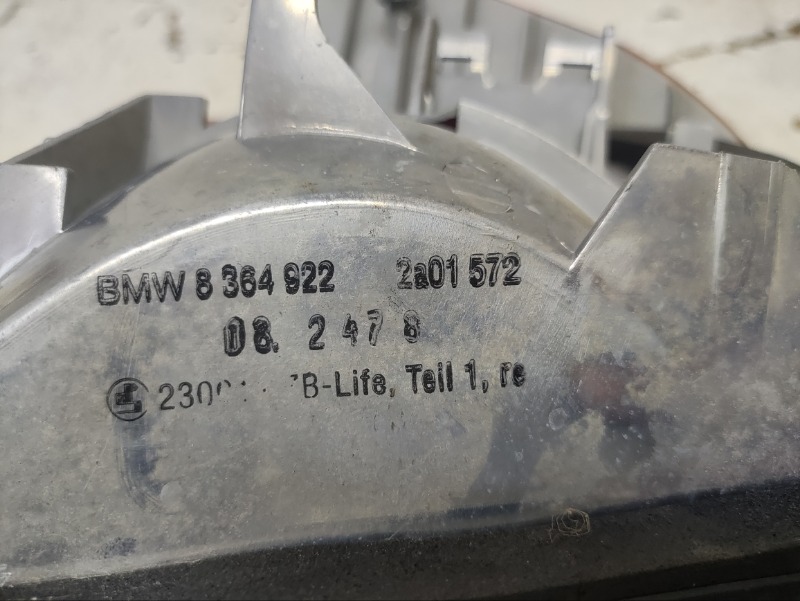 BMW 8 364 922 2a01 572
08. 2 4 7 8
B-Life, Teil 1, re